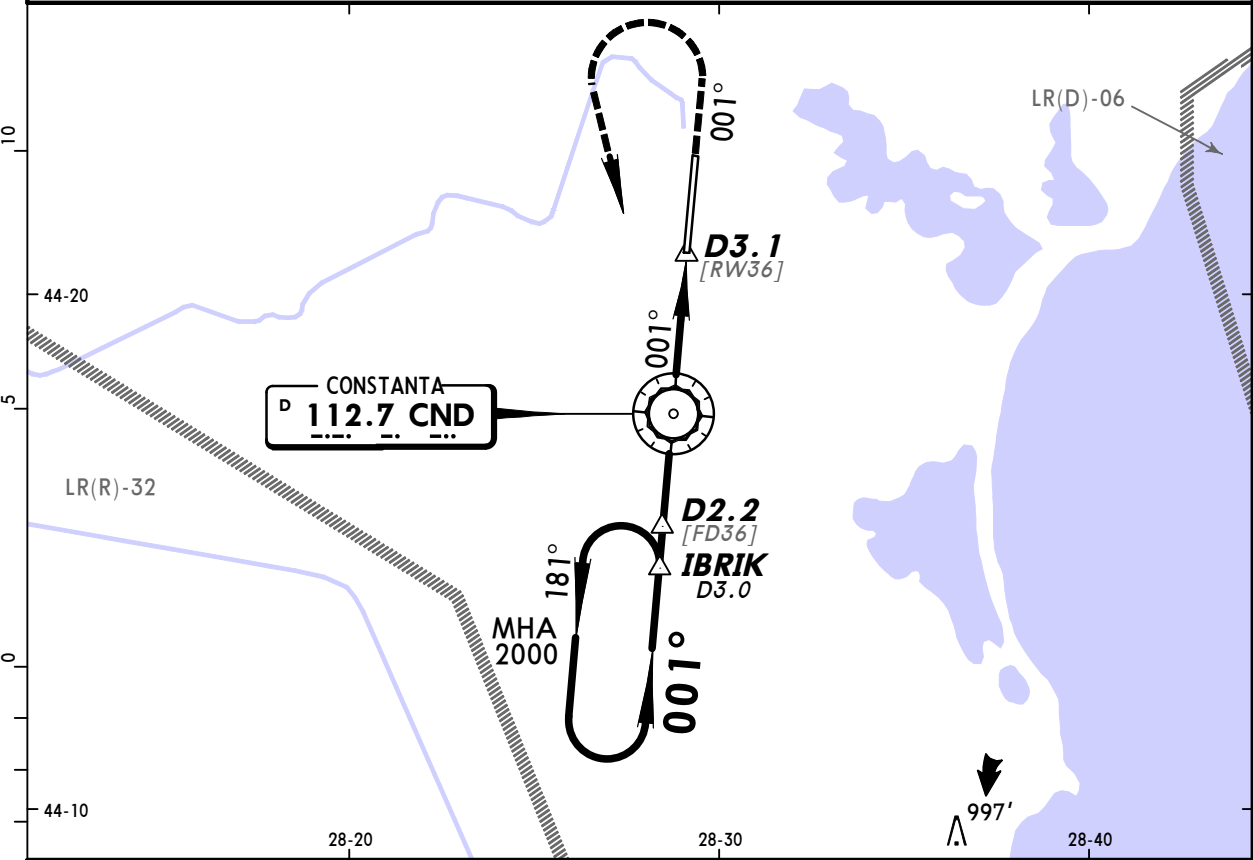 001°
LR(D)-06
10
D3.1
[RW36]
44-20
001°
CONSTANTA
D 112.7 CND
5
LR(R)-32
D2.2
[FD36]
IBRIK
D3.0
181°
MHA
2000
001°
0
997'
44-10
28-20
28-30
28-40